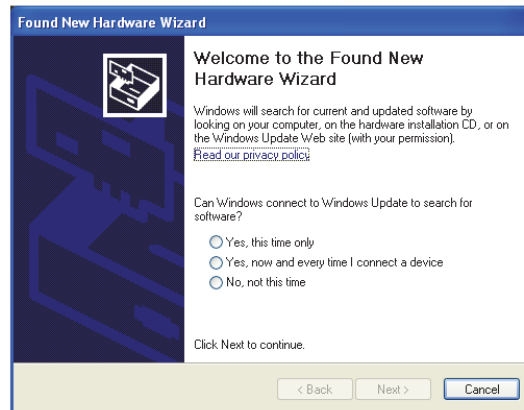 Found New Hardware Wizard
Welcome to the Found New
Hardware Wizard
Windows will search for current and updated software by
looking on your computer, on the hardware installation CD, or on
the Windows Update Web site (with your permission).
Read our privacy policy
Can Windows connect to Windows Update to search for
software?
Yes, this time only
Yes, now and every time I connect a device
No, not this time
Click Next to continue.
< Back
Next >
Cancel